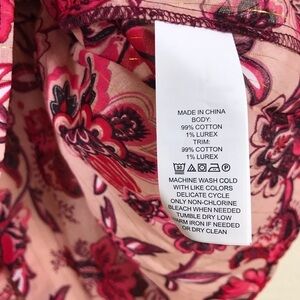 MADE IN CHINA
BODY:
99% COTTON
1% LUREX
TRIM:
99% COTTON
1% LUREX
MACHINE WASH COLD
WITH LIKE COLORS
DELICATE CYCLE
ONLY NON-CHLORINE
BLEACH WHEN NEEDED
TUMBLE DRY LOW
WARM IRON IF NEEDED
OR DRY CLEAN